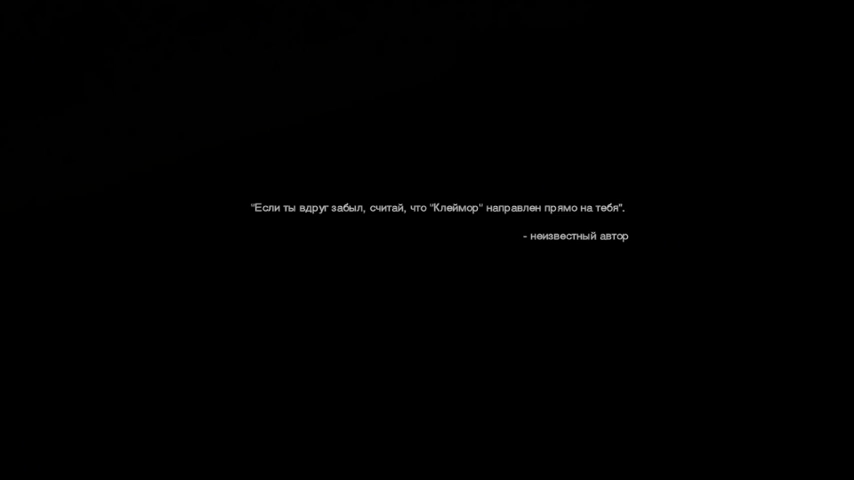 "Если ты вдруг забыл, считай, что "Клеймор" направлен прямо на тебя".
- неизвестный автор